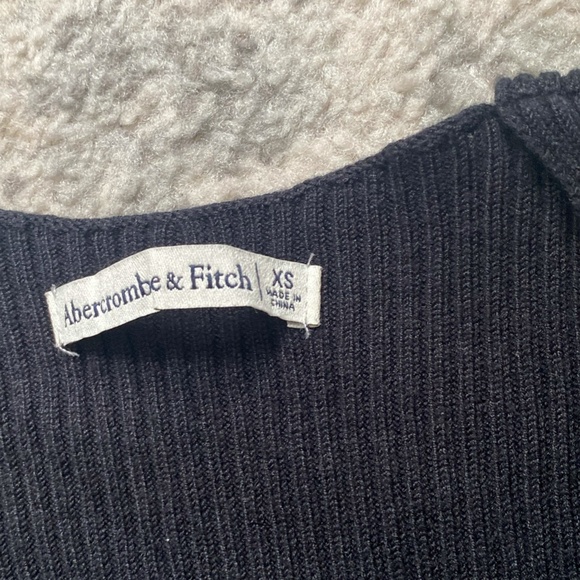 Abercrombe & Fitch
XS
MADE IN
CHINA